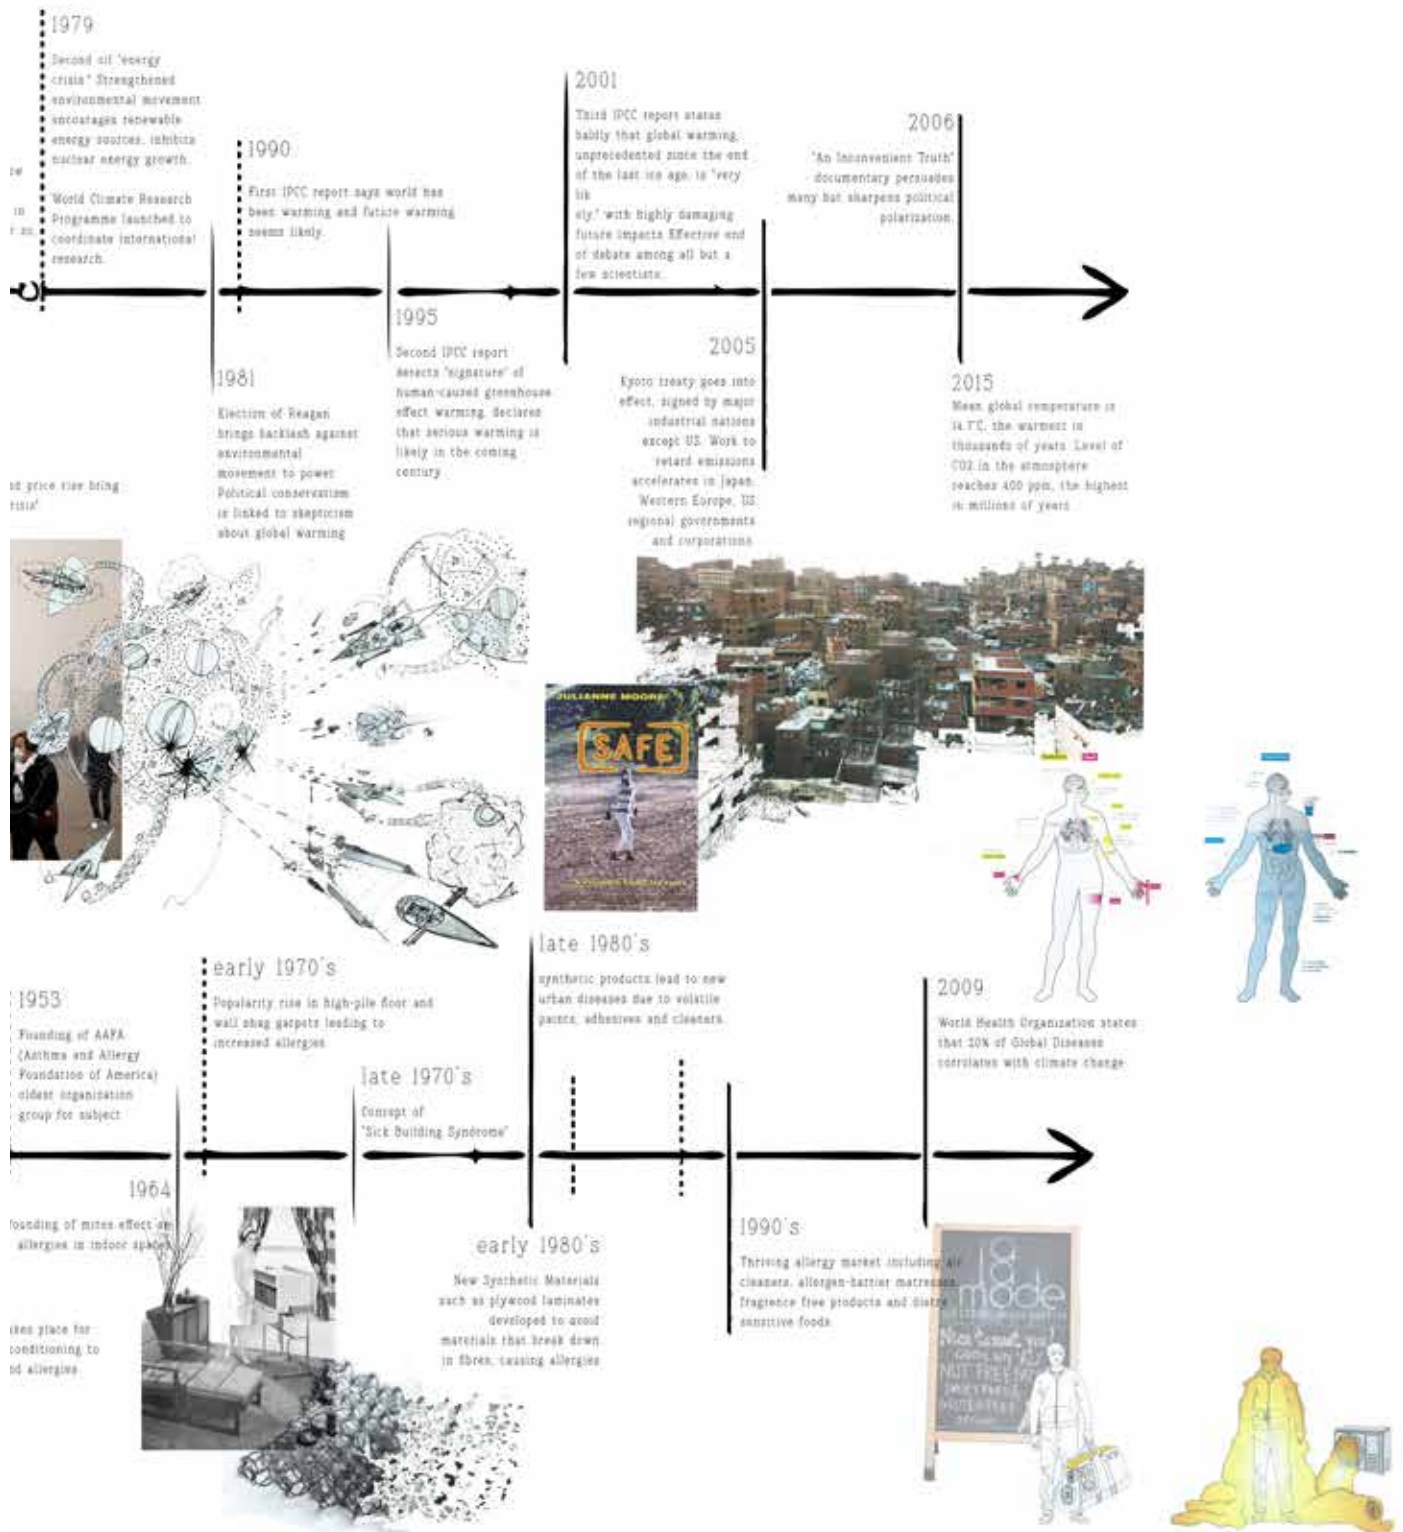 1979
Second oil "energy
crisis." Strengthened
environmental movement
encourages renewable
energy sources, inhibits
nuclear energy growth.
World Climate Research
Programme launched to
coordinate international
research.
1990
First IPCC report says world has
been warming and future warming
seems likely.
2001
Third IPCC report states
baldly that global warming,
unprecedented since the end
of the last ice age, is "very
lik
ely," with highly damaging
future impacts Effective end
of debate among all but a
few scientists.
2006
"An Inconvenient Truth"
documentary persuades
many but sharpens political
polarization.
1981
Election of Reagan
brings backlash against
environmental
movement to power
Political conservatism
is linked to skepticism
about global warming
1995
Second IPCC report
detects "signature" of
human-caused greenhouse
effect warming, declares
that serious warming is
likely in the coming
century
2005
Kyoto treaty goes into
effect, signed by major
industrial nations
except US. Work to
retard emissions
accelerates in Japan,
Western Europe, US
regional governments
and corporations
2015
Mean global temperature is
14.7°C, the warmest in
thousands of years. Level of
CO2 in the atmosphere
reaches 400 ppm, the highest
in millions of years
price rise bring
JULIANNE MOORE
SAFE
1953
Founding of AAFA
(Asthma and Allergy
Foundation of America)
oldest organization
group for subject
early 1970's
Popularity rise in high-pile floor and
wall shag carpets leading to
increased allergies
late 1970's
Concept of
"Sick Building Syndrome"
late 1980's
synthetic products lead to new
urban diseases due to volatile
paints, adhesives and cleaners.
2009
World Health Organization states
that 20% of Global Diseases
correlates with climate change
1964
founding of mites effect on
allergies in indoor spaces
place for
conditioning to
allergies
early 1980's
New Synthetic Materials
such as plywood laminates
developed to avoid
materials that break down
in fibres, causing allergies
1990's
Thriving allergy market including air
cleaners, allergen-barrier matresses,
fragrence free products and
sensitive foods
mode